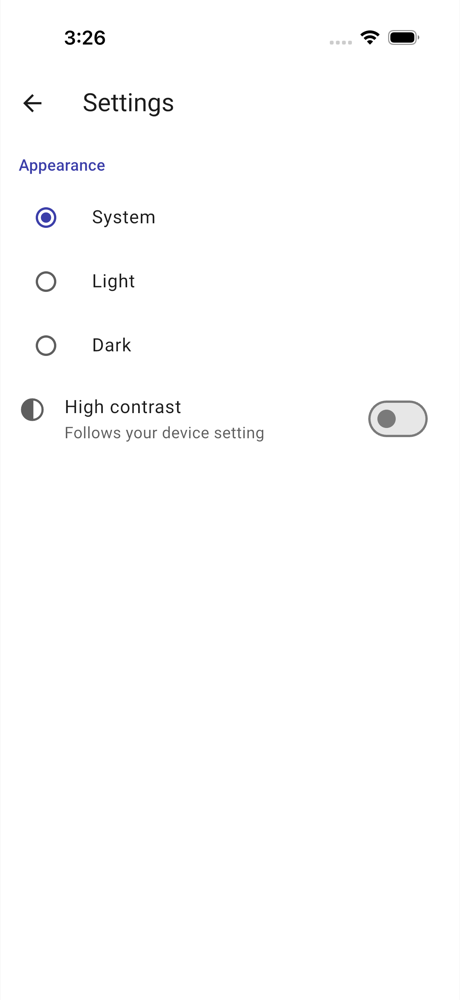 3:26
Settings
Appearance
System
Light
Dark
High contrast
Follows your device setting